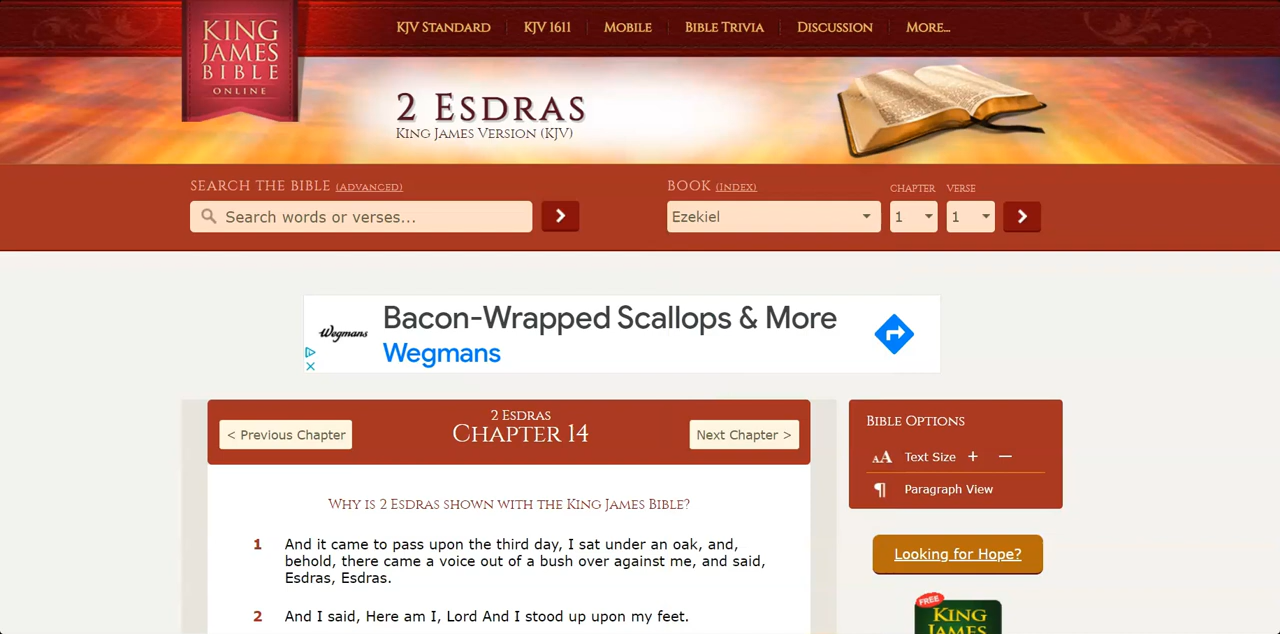 KING JAMES BIBLE ONLINE
KJV STANDARD KJV 1611 MOBILE BIBLE TRIVIA DISCUSSION MORE...
2 ESDRAS
KING JAMES VERSION (KJV)
SEARCH THE BIBLE (ADVANCED)
Search words or verses...
BOOK (INDEX) CHAPTER VERSE
Ezekiel 1 1
Wegmans
Bacon-Wrapped Scallops & More
Wegmans
< Previous Chapter
2 ESDRAS
CHAPTER 14
Next Chapter >
WHY IS 2 ESDRAS SHOWN WITH THE KING JAMES BIBLE?
1 And it came to pass upon the third day, I sat under an oak, and,
behold, there came a voice out of a bush over against me, and said,
Esdras, Esdras.
2 And I said, Here am I, Lord And I stood up upon my feet.
BIBLE OPTIONS
AA Text Size + —
¶ Paragraph View
Looking for Hope?
FREE
KING
JAMES